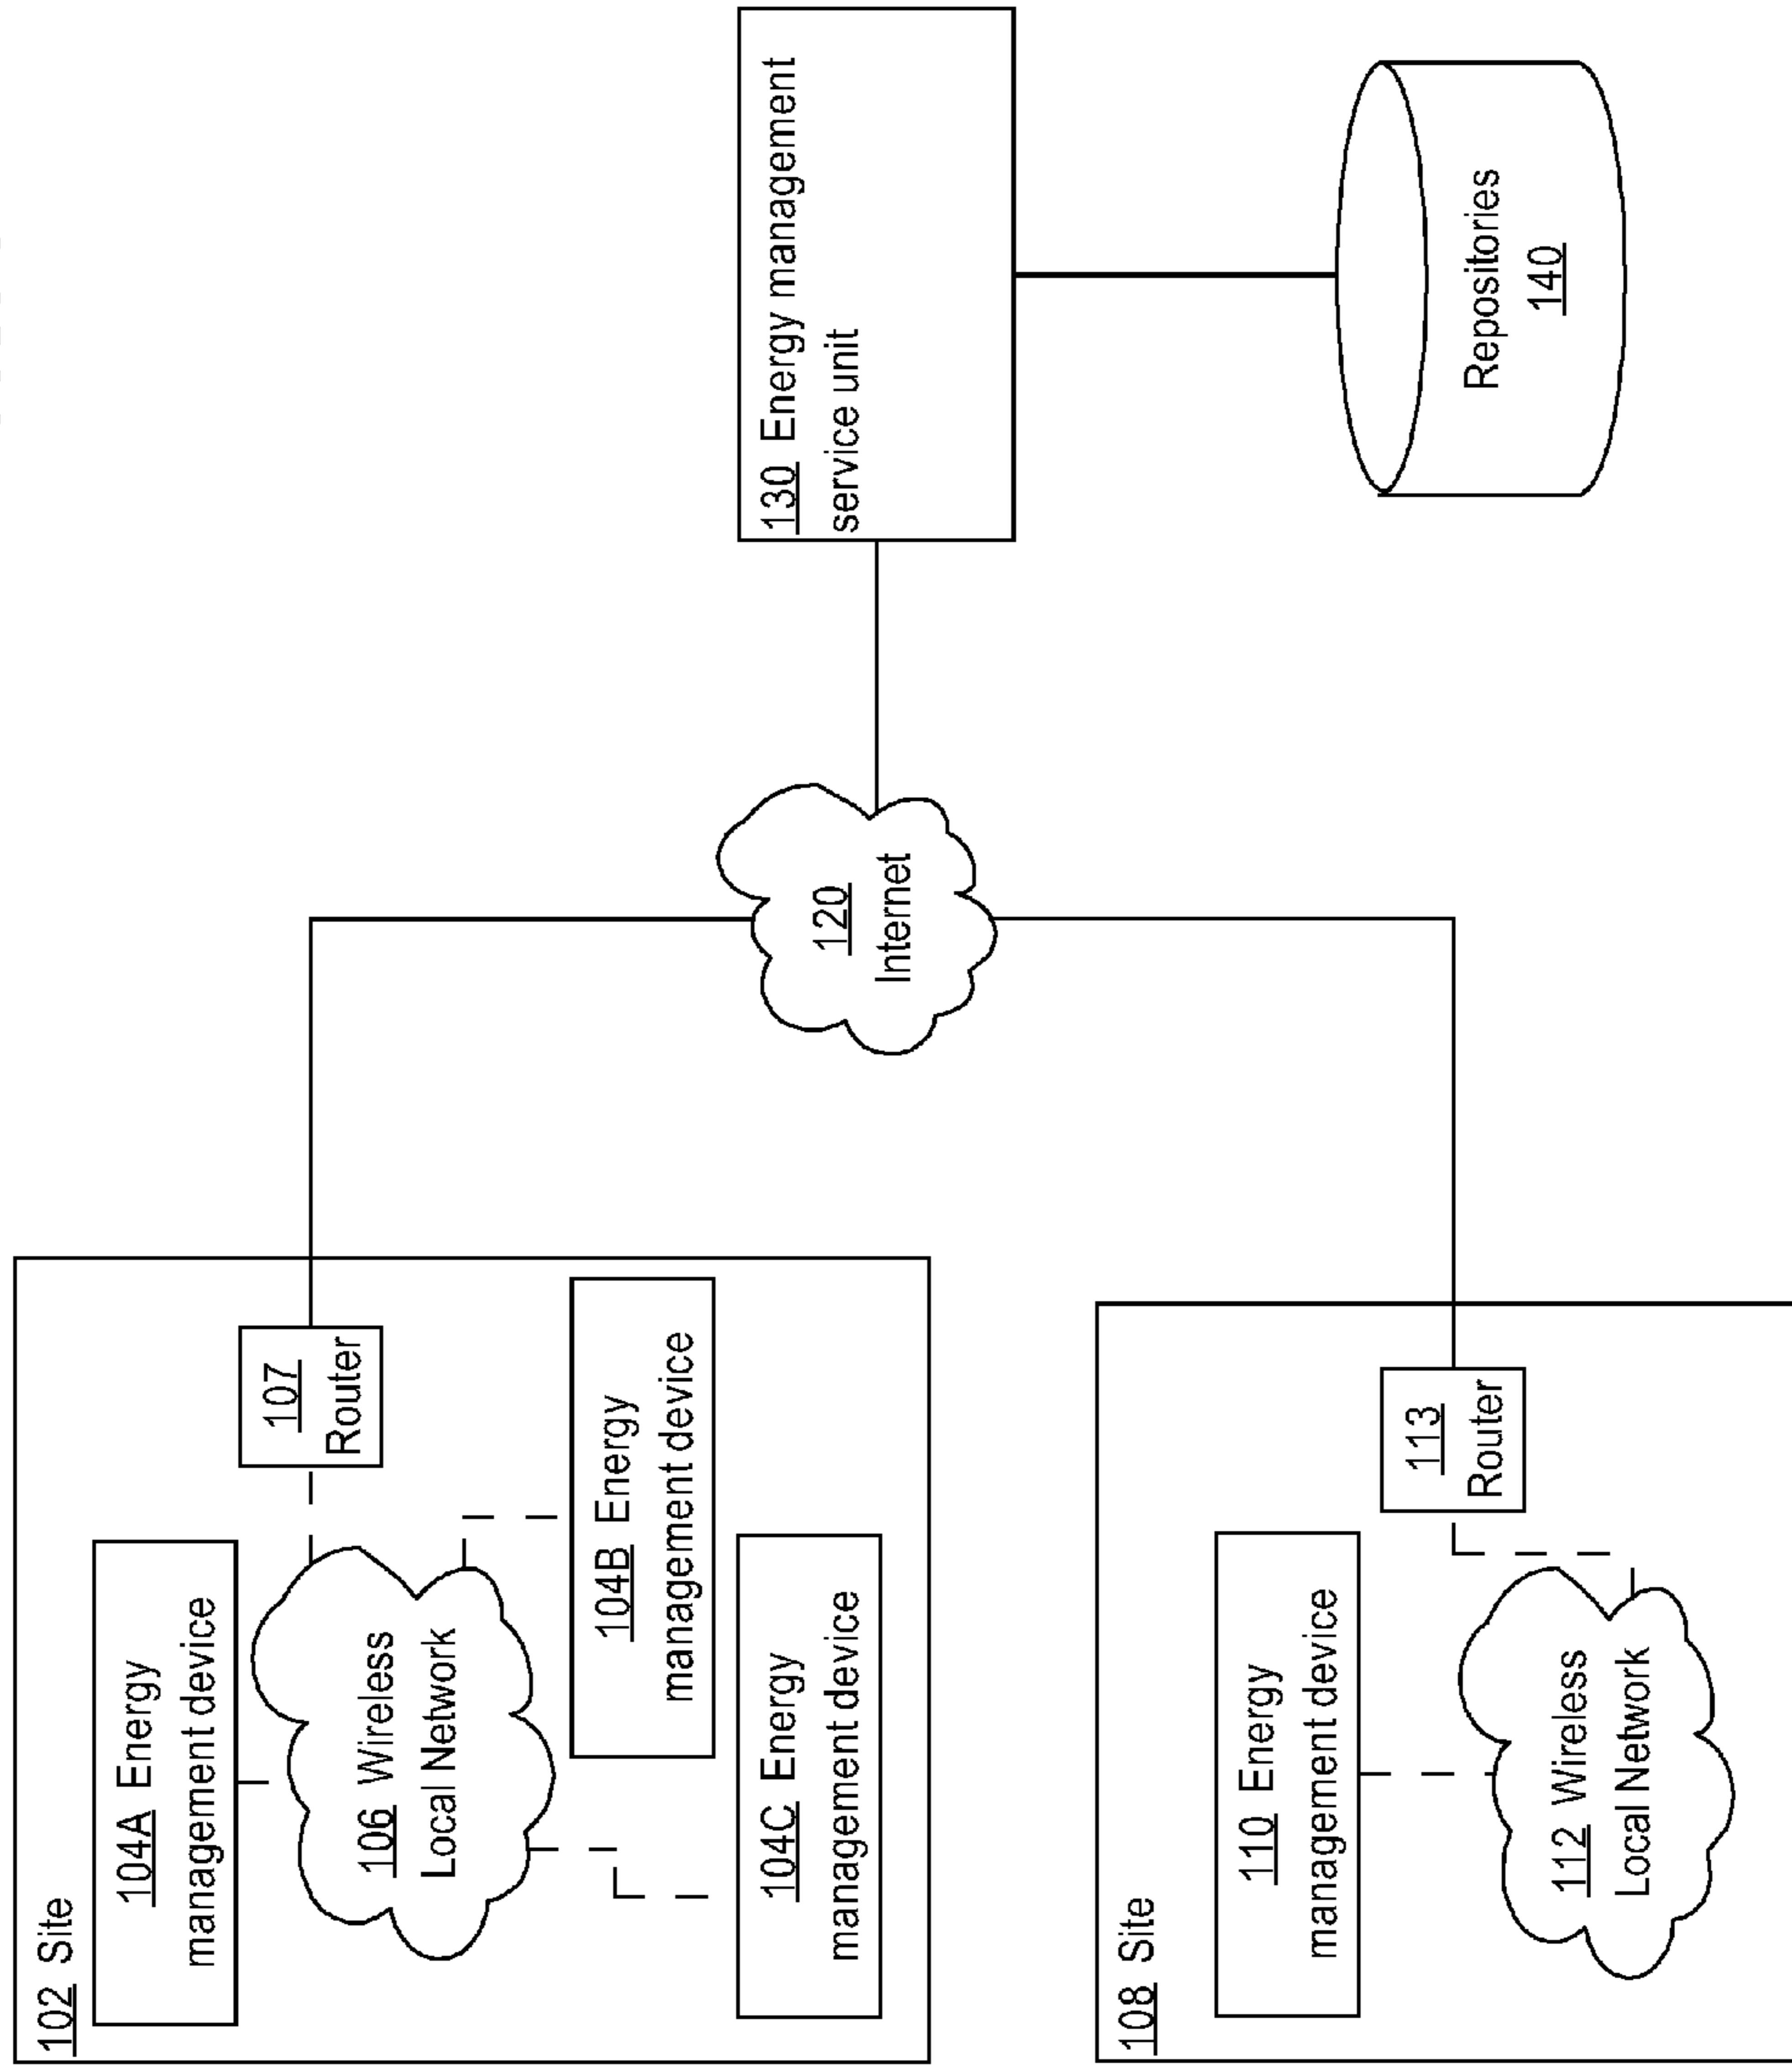 102 Site
104A Energy
management device
106 Wireless
Local Network
107
Router
104B Energy
management device
104C Energy
management device
108 Site
110 Energy
management device
112 Wireless
Local Network
113
Router
120
Internet
130 Energy management
service unit
Repositories
140